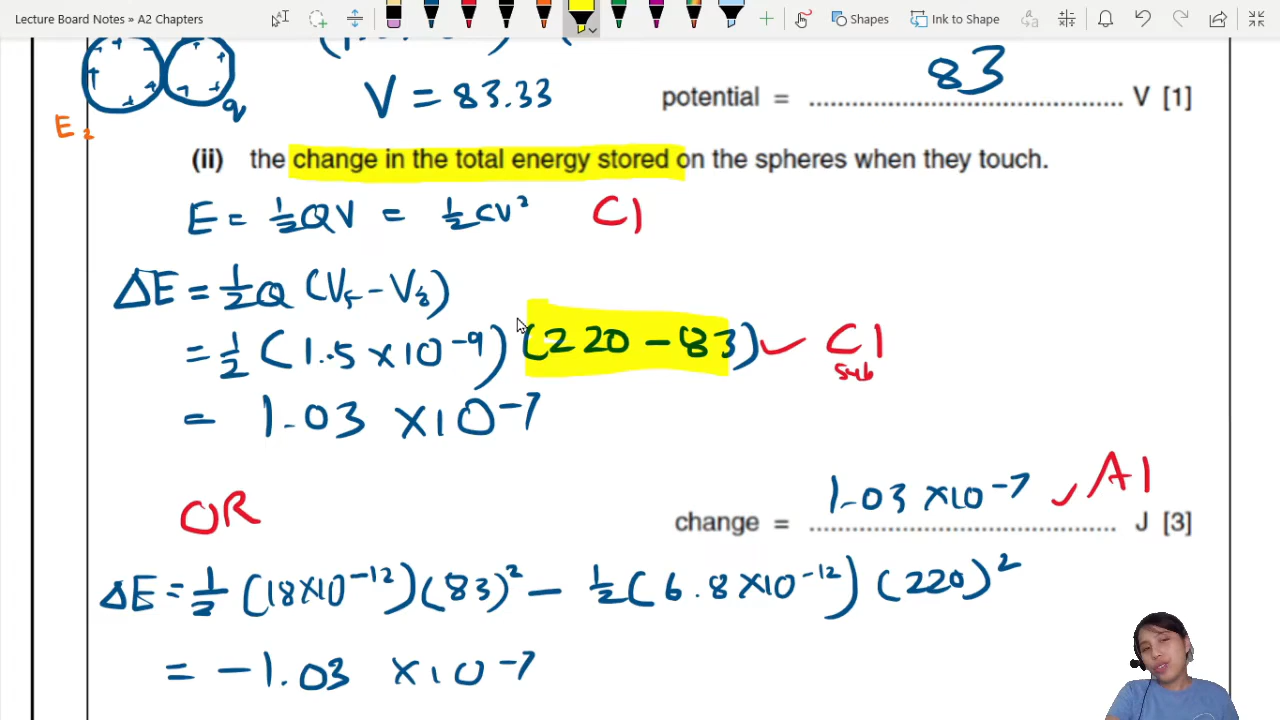 Lecture Board Notes » A2 Chapters
Shapes
Ink to Shape
V = 83.33
83
potential = ........ V [1]
q
E₂
(ii) the change in the total energy stored on the spheres when they touch.
E = ½QV = ½CV² C1
ΔE = ½Q (V₅ - V₈)
= ½ (1.5 × 10⁻⁹) (220 - 83) ✓ C1
sub
= 1.03 × 10⁻⁷
1.03 × 10⁻⁷ ✓ A1
OR
change = ........ J [3]
ΔE = ½ (18 × 10⁻¹²) (83)² - ½ (6.8 × 10⁻¹²) (220)²
= -1.03 × 10⁻⁷